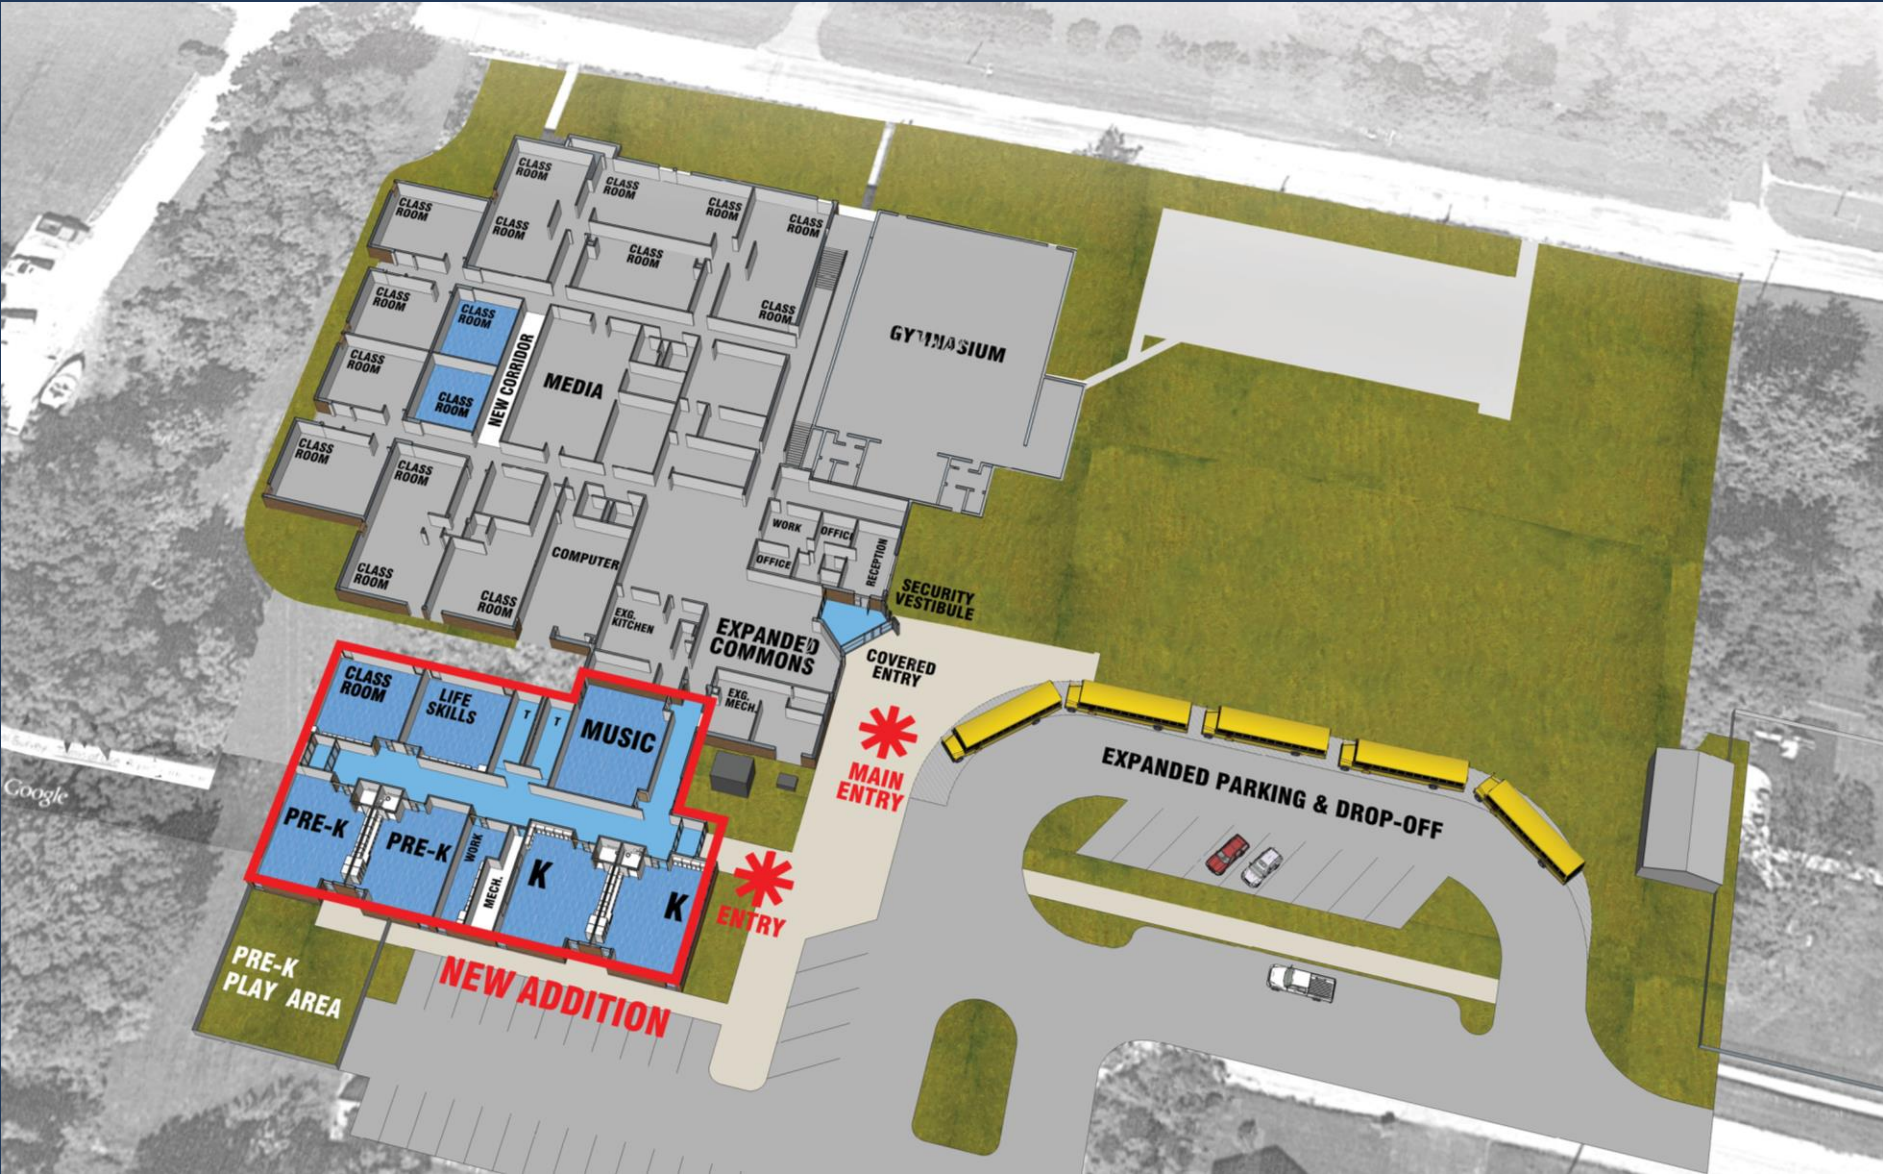 CLASS
ROOM
CLASS
ROOM
CLASS
ROOM
CLASS
ROOM
CLASS
ROOM
CLASS
ROOM
CLASS
ROOM
CLASS
ROOM
CLASS
ROOM
CLASS
ROOM
NEW CORRIDOR
MEDIA
GYMNASIUM
CLASS
ROOM
CLASS
ROOM
CLASS
ROOM
CLASS
ROOM
WORK
OFFICE
OFFICE
RECEPTION
COMPUTER
CLASS
ROOM
CLASS
ROOM
EXG.
KITCHEN
EXPANDED
COMMONS
SECURITY
VESTIBULE
COVERED
ENTRY
EXG.
MECH.
CLASS
ROOM
LIFE
SKILLS
T
T
MUSIC
MAIN
ENTRY
EXPANDED PARKING & DROP-OFF
Google
PRE-K
PRE-K
WORK
MECH.
K
K
ENTRY
PRE-K
PLAY AREA
NEW ADDITION